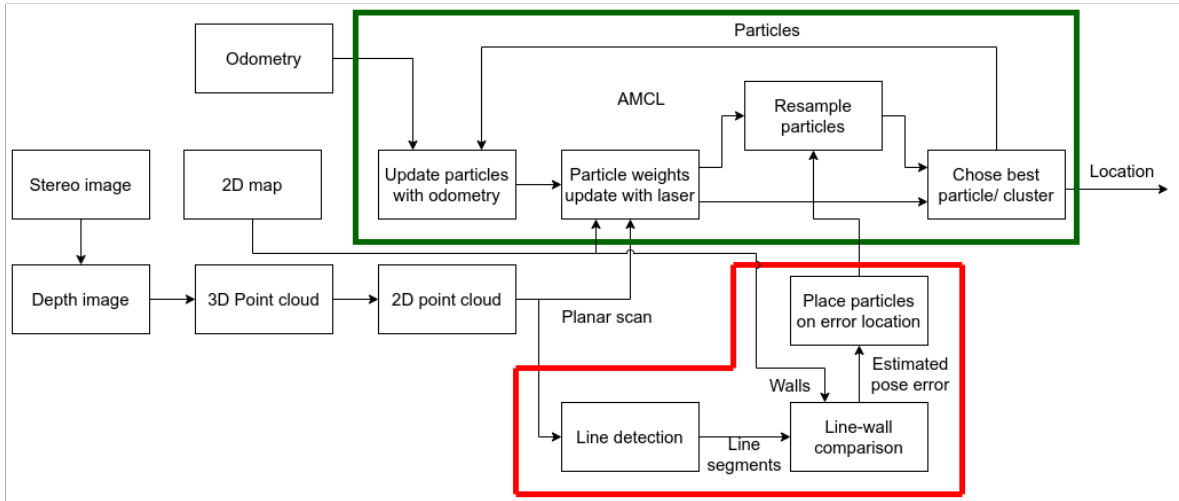 Particles
Odometry
AMCL
Resample
particles
Stereo image
2D map
Update particles
with odometry
Particle weights
update with laser
Chose best
particle/ cluster
Location
Depth image
3D Point cloud
2D point cloud
Planar scan
Place particles
on error location
Walls
Estimated
pose error
Line detection
Line
segments
Line-wall
comparison